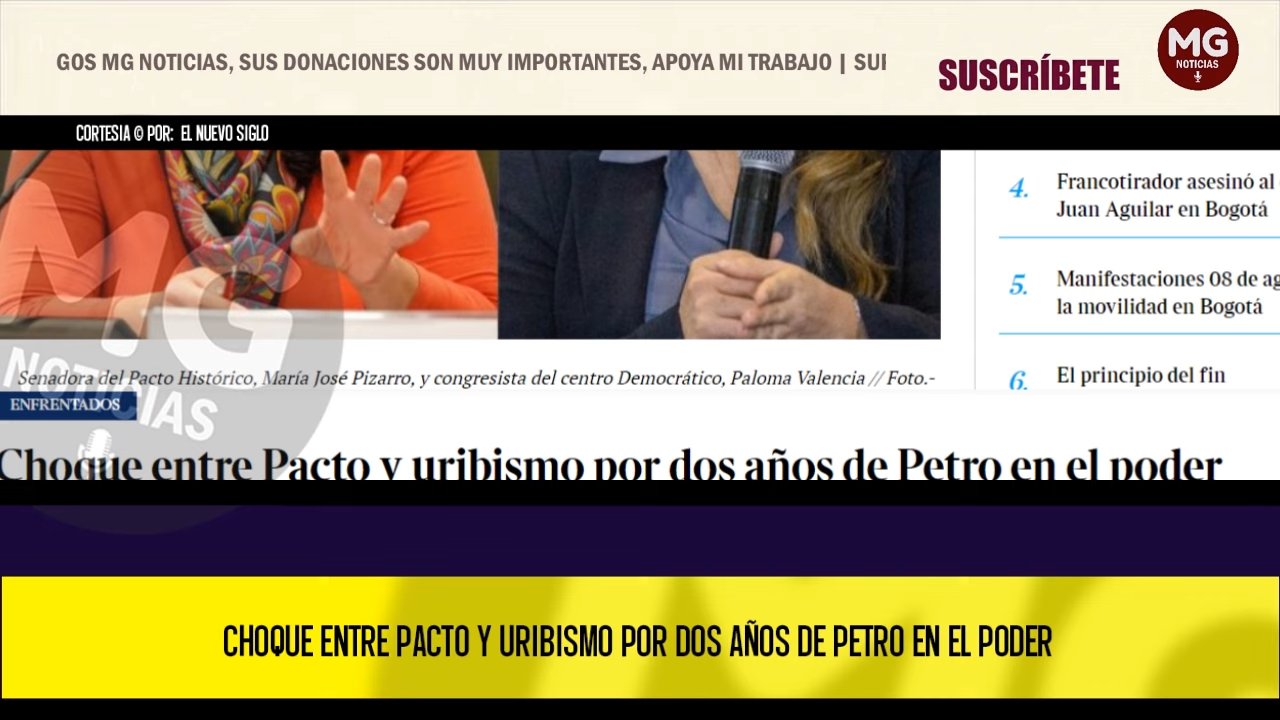 GOS MG NOTICIAS, SUS DONACIONES SON MUY IMPORTANTES, APOYA MI TRABAJO |
SUSCRÍBETE
MG
NOTICIAS
CORTESIA © POR: EL NUEVO SIGLO
4. Francotirador asesinó al
Juan Aguilar en Bogotá
5. Manifestaciones 08 de
la movilidad en Bogotá
6. El principio del fin
MG
NOTICIAS
Senadora del Pacto Histórico, María José Pizarro, y congresista del centro Democrático, Paloma Valencia // Foto.-
ENFRENTADOS
Choque entre Pacto y uribismo por dos años de Petro en el poder
CHOQUE ENTRE PACTO Y URIBISMO POR DOS AÑOS DE PETRO EN EL PODER